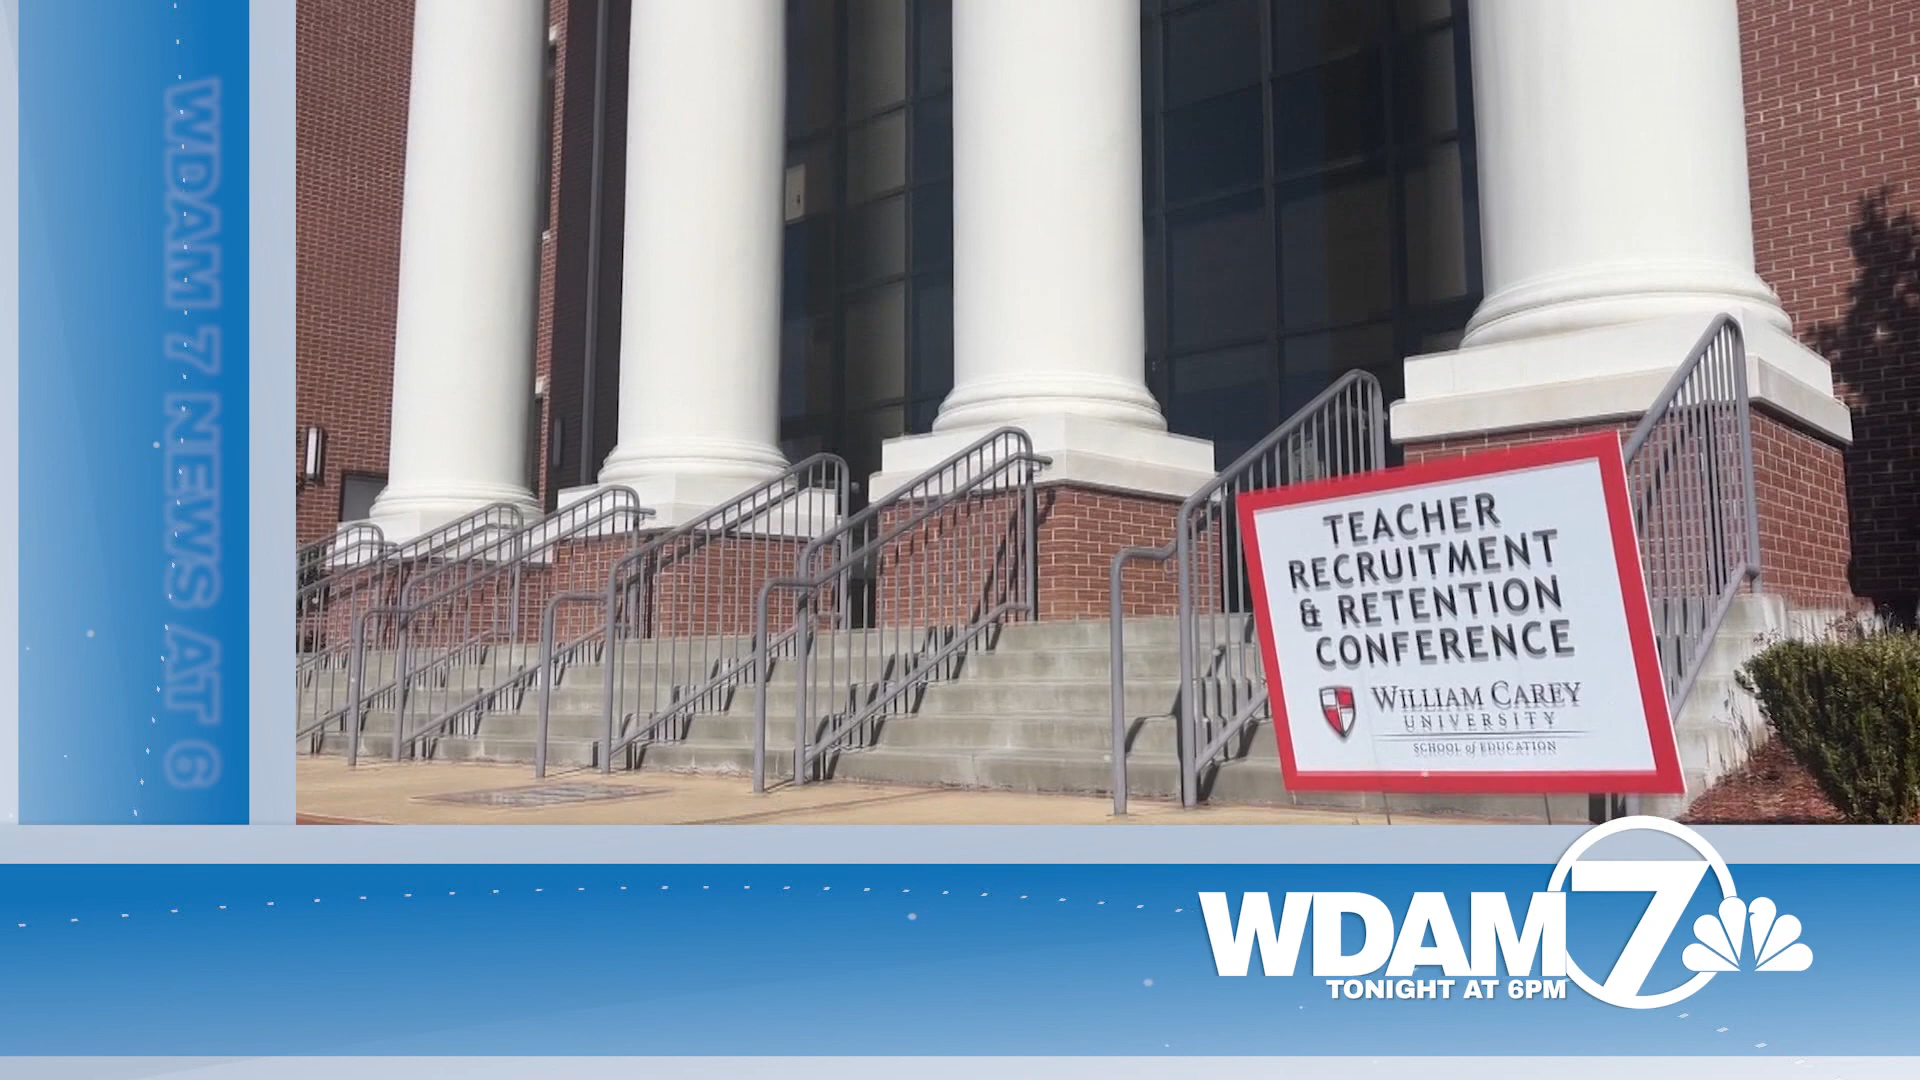 WDAM 7 NEWS AT 6
TEACHER
RECRUITMENT
& RETENTION
CONFERENCE
WILLIAM CAREY
UNIVERSITY
SCHOOL of EDUCATION
WDAM 7
TONIGHT AT 6PM